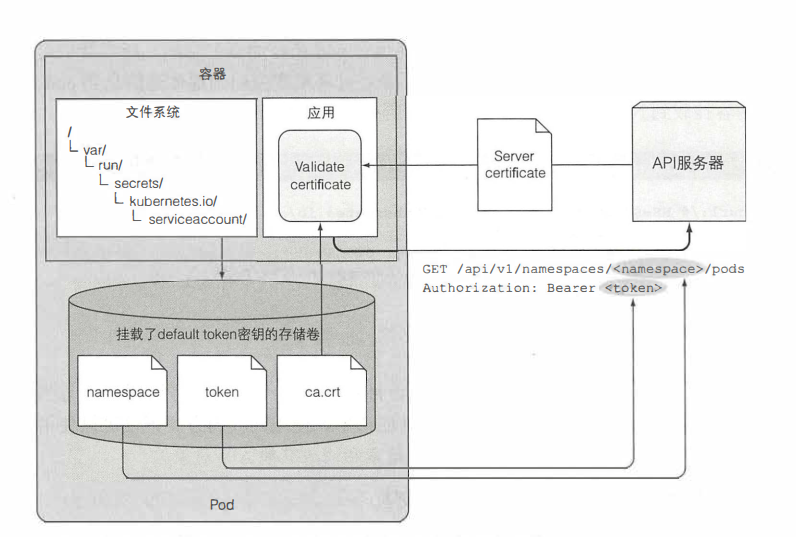 容器
文件系统
/
var/
run/
secrets/
kubernetes.io/
serviceaccount/
应用
Validate
certificate
Server
certificate
API服务器
GET /api/v1/namespaces/<namespace>/pods
Authorization: Bearer <token>
挂载了default token密钥的存储卷
namespace
token
ca.crt
Pod